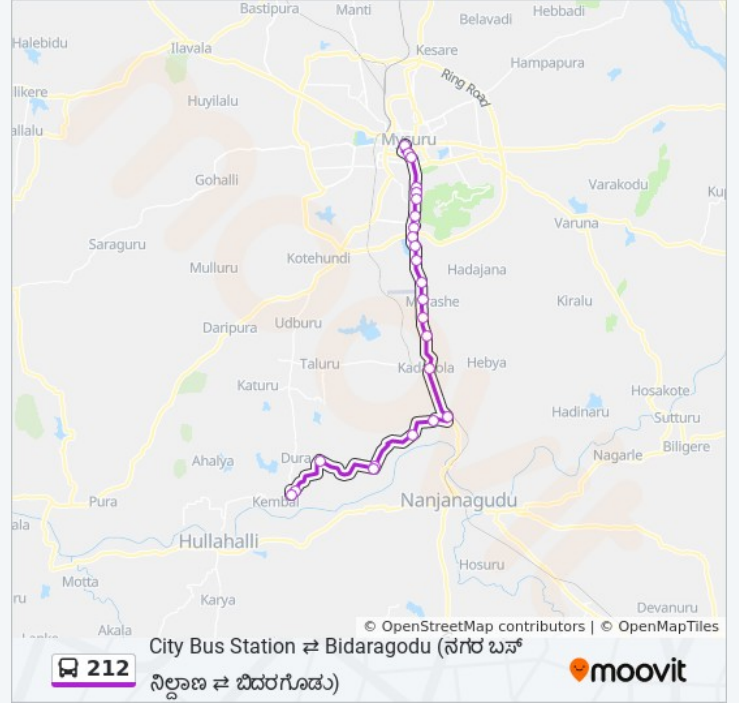 Bastipura
Manti
Hebbadi
Belavadi
Halebidu
Ilavala
Kesare
Hampapura
Ring Road
likere
Huyilalu
allalu
Mysuru
Gohalli
Varakodu
Varuna
Saraguru
Kotehundi
Mulluru
Hadajana
Kiralu
Udburu
Daripura
Taluru
Hebya
Katuru
Hosakote
Hadinaru
Sutturu
Biligere
Ahalya
Dura
Nagarle
Pura
Kembal
Nanjanagudu
ala
Hullahalli
Hosuru
Motta
ru
Karya
Devanuru
Akala
© OpenStreetMap contributors | © OpenMapTiles
212
City Bus Station ⇄ Bidaragodu (ನಗರ ಬಸ್
ನಿಲ್ದಾಣ ⇄ ಬಿದರಗೊಡು)
moovit